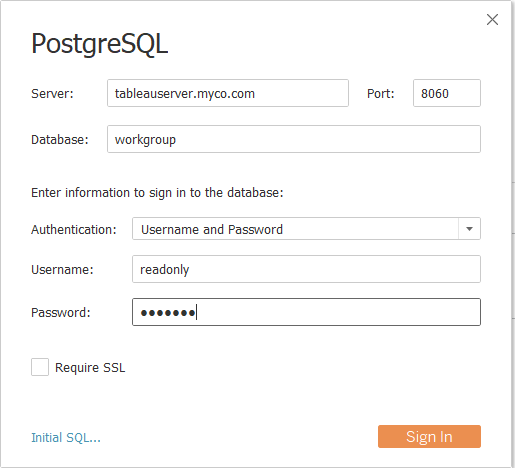 PostgreSQL
Server: tableauserver.myco.com Port: 8060
Database: workgroup
Enter information to sign in to the database:
Authentication: Username and Password
Username: readonly
Password: ●●●●●●●
Require SSL
Initial SQL... Sign In